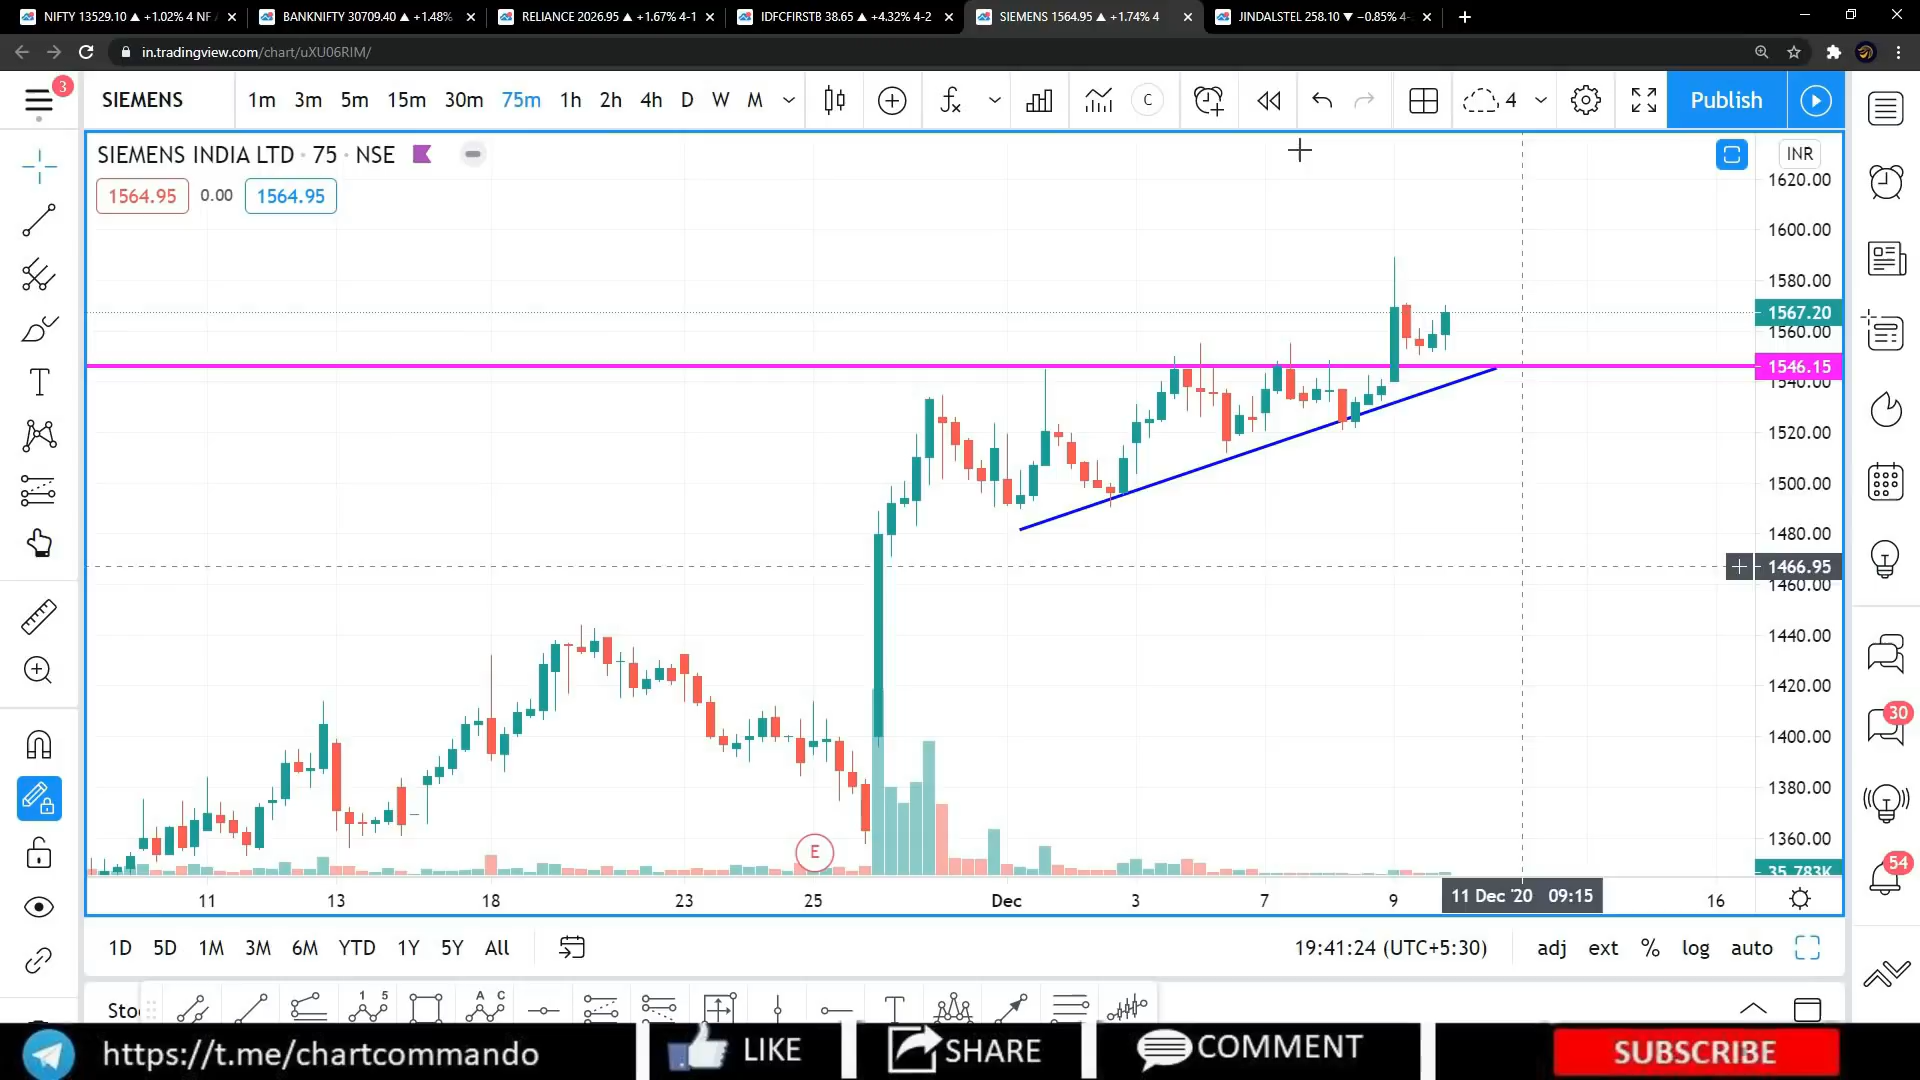 NIFTY 13529.10 ▲ +1.02% 4 NF
BANKNIFTY 30709.40 ▲ +1.48%
RELIANCE 2026.95 ▲ +1.67% 4-1
IDFCFIRSTB 38.65 ▲ +4.32% 4-2
SIEMENS 1564.95 ▲ +1.74% 4
JINDALSTEL 258.10 ▼ −0.85% 4-
in.tradingview.com/chart/uXU06RIM/
3
SIEMENS 1m 3m 5m 15m 30m 75m 1h 2h 4h D W M C 4 Publish
SIEMENS INDIA LTD · 75 · NSE
INR
1564.95 0.00 1564.95
1620.00
1600.00
1580.00
1567.20
1560.00
1546.15
1540.00
1520.00
1500.00
1480.00
1466.95
1460.00
1440.00
1420.00
1400.00
1380.00
1360.00
35.783K
E
30
54
11 13 18 23 25 Dec 3 7 9 11 Dec '20 09:15 16
1D 5D 1M 3M 6M YTD 1Y 5Y All 19:41:24 (UTC+5:30) adj ext % log auto
1 5
A C
T
https://t.me/chartcommando LIKE SHARE COMMENT SUBSCRIBE